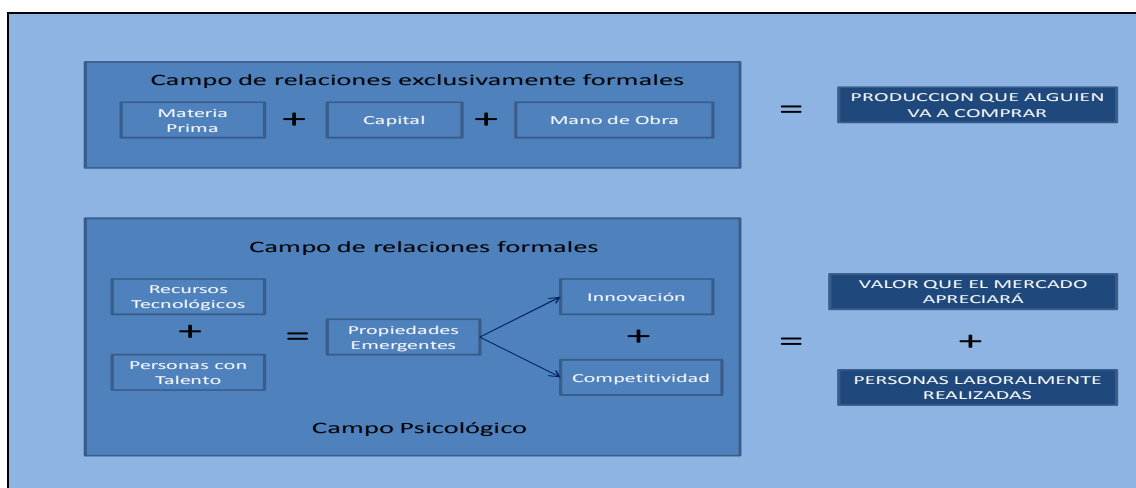 Campo de relaciones exclusivamente formales
Materia
Prima
+
Capital
+
Mano de Obra
=
PRODUCCION QUE ALGUIEN
VA A COMPRAR
Campo de relaciones formales
Recursos
Tecnológicos
+
Personas con
Talento
=
Propiedades
Emergentes
Innovación
+
Competitividad
Campo Psicológico
=
VALOR QUE EL MERCADO
APRECIARÁ
+
PERSONAS LABORALMENTE
REALIZADAS